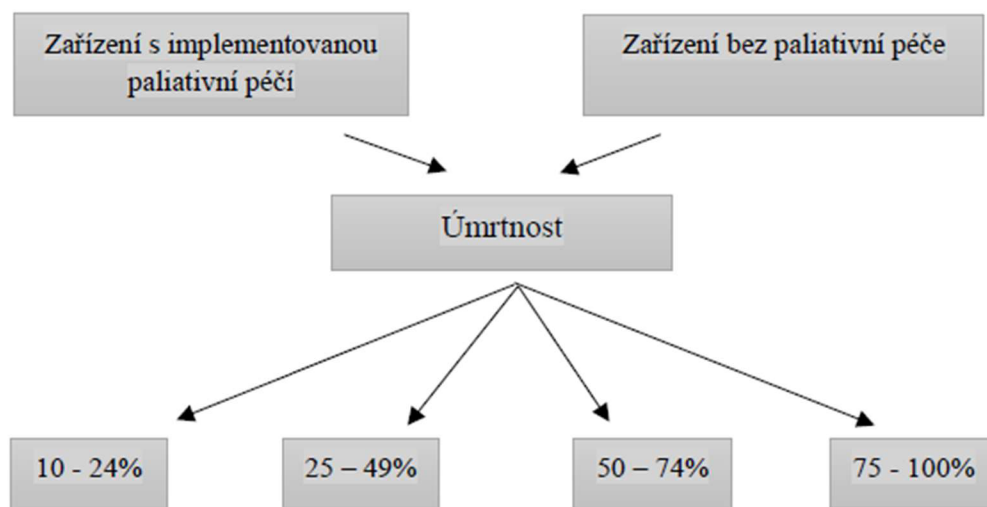 Zařízení s implementovanou
paliativní péčí
Zařízení bez paliativní péče
Úmrtnost
10 - 24%
25 – 49%
50 – 74%
75 - 100%